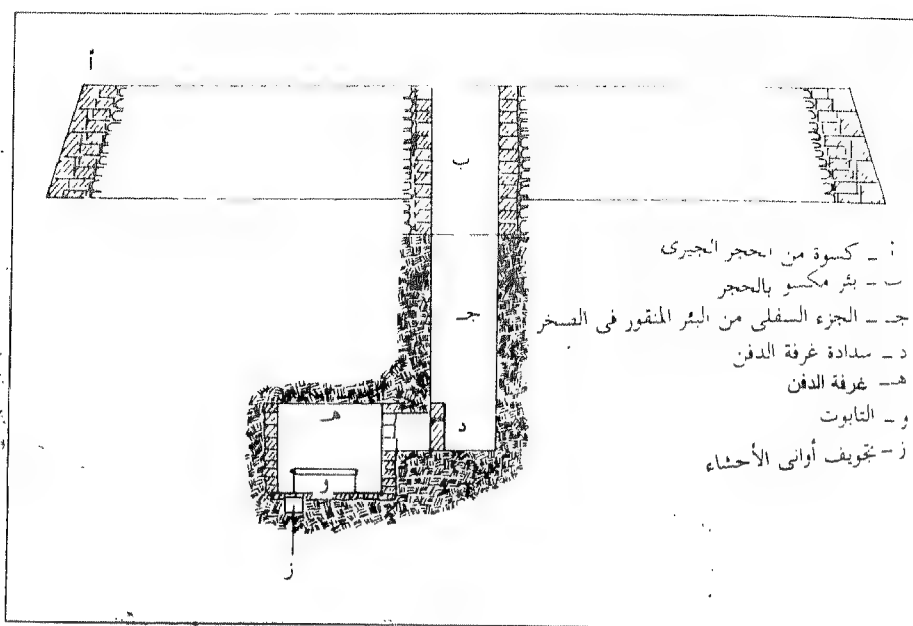 أ
ب
جـ
د
هـ
و
ز
أ ـ كسوة من الحجر الجيرى
ب ـ بئر مكسو بالحجر
جـ ـ الجزء السفلى من البئر المنقور فى الصخر
د ـ سدادة غرفة الدفن
هـ ـ غرفة الدفن
و ـ التابوت
ز ـ تجويف أوانى الأحشاء